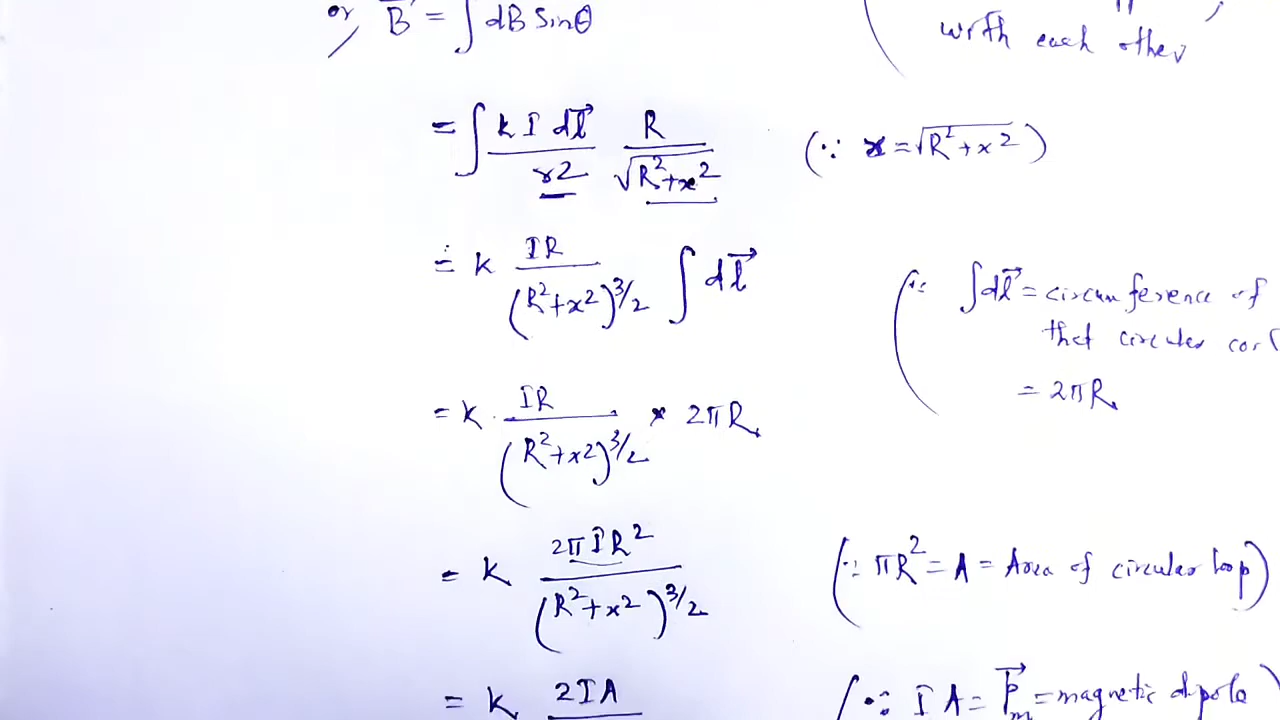 or, B⃗ = ∫ dB Sinθ
with each other
= ∫ (k I dl⃗ / r2) (R / √(R²+x²)) (∵ r = √(R²+x²))
= k IR / (R²+x²)^3/2 ∫ dl⃗ (∵ ∫dl⃗ = circumference of
that circular coil
= 2πR
= k. IR / (R²+x²)^3/2 × 2πR
= k 2πIR² / (R²+x²)^3/2 (∵ πR² = A = Area of circular loop)
= k 2IA (∵ IA = P⃗m = magnetic dipole)